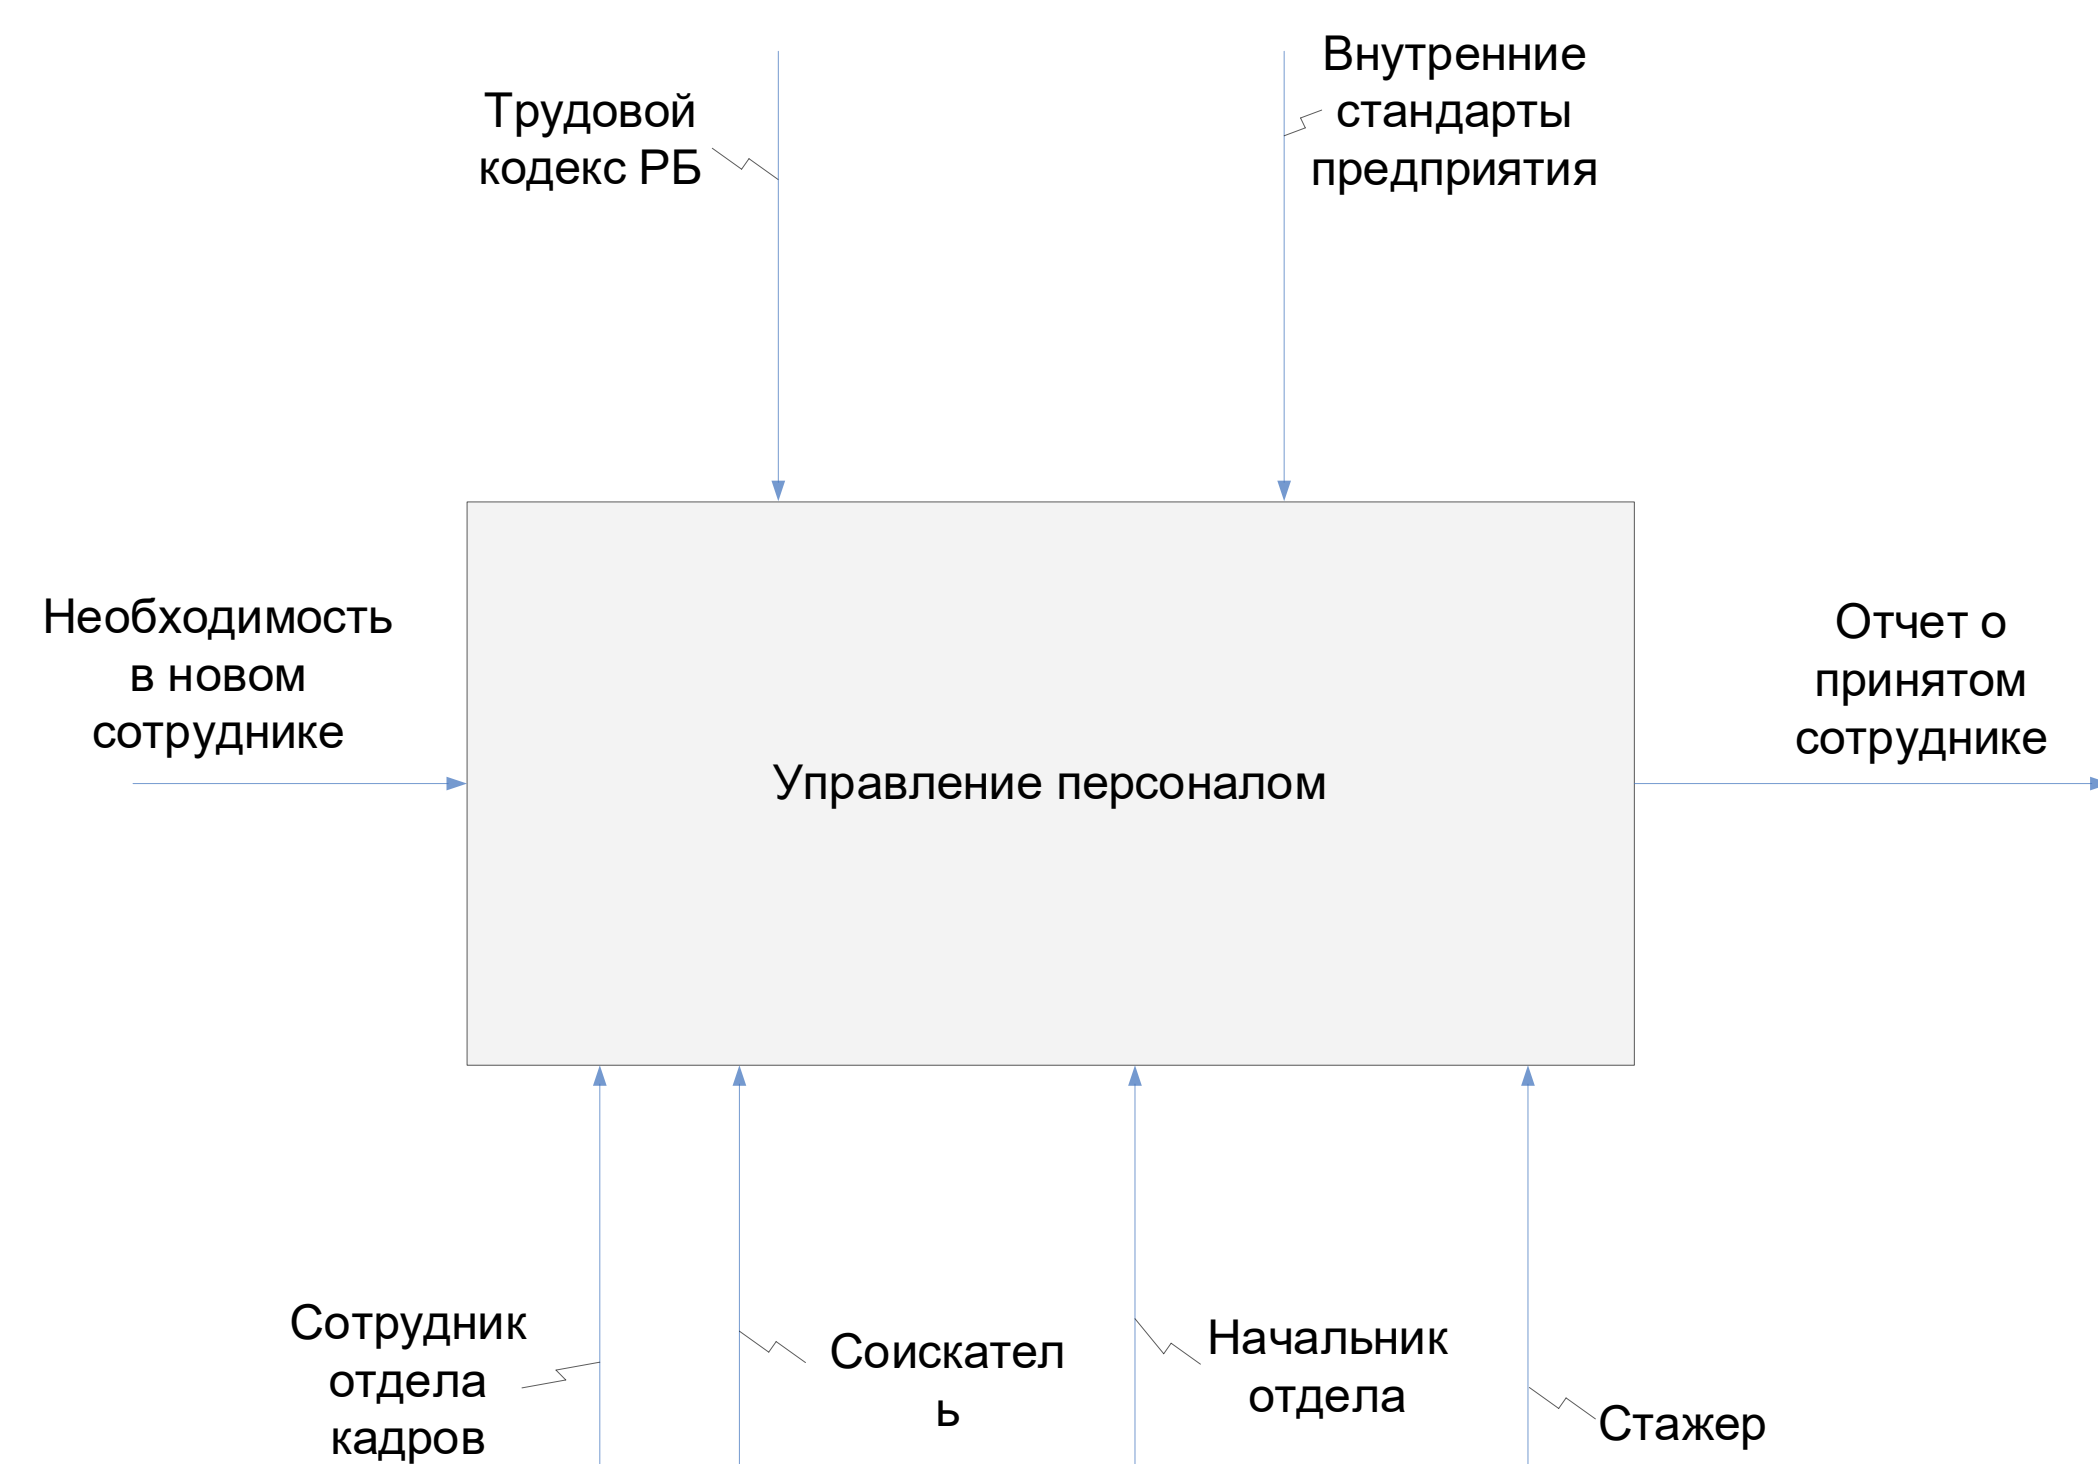 Трудовой
кодекс РБ
Внутренние
стандарты
предприятия
Необходимость
в новом
сотруднике
Управление персоналом
Отчет о
принятом
сотруднике
Сотрудник
отдела
кадров
Соискател
ь
Начальник
отдела
Стажер